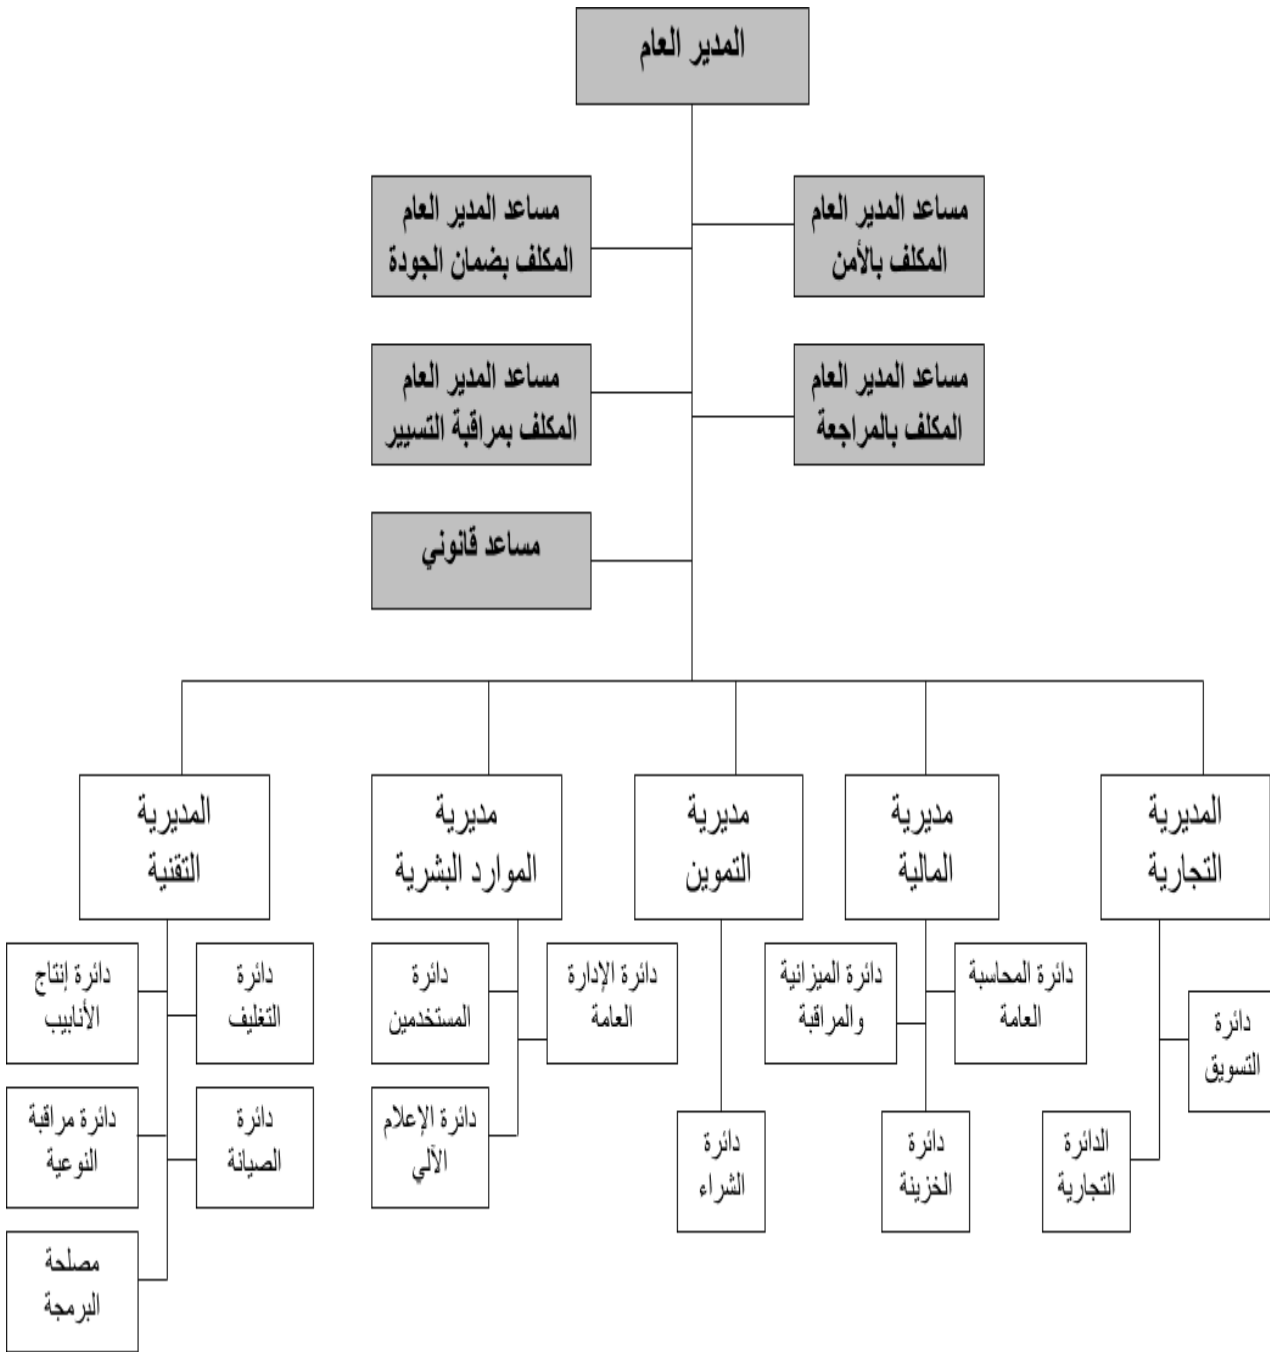 المدير العام
مساعد المدير العام
المكلف بالأمن
مساعد المدير العام
المكلف بضمان الجودة
مساعد المدير العام
المكلف بالمراجعة
مساعد المدير العام
المكلف بمراقبة التسيير
مساعد قانوني
المديرية
التجارية
مديرية
المالية
مديرية
التموين
مديرية
الموارد البشرية
المديرية
التقنية
دائرة
التسويق
الدائرة
التجارية
دائرة المحاسبة
العامة
دائرة الميزانية
والمراقبة
دائرة
الخزينة
دائرة
الشراء
دائرة الإدارة
العامة
دائرة
المستخدمين
دائرة الإعلام
الآلي
دائرة
التغليف
دائرة إنتاج
الأنابيب
دائرة
الصيانة
دائرة مراقبة
النوعية
مصلحة
البرمجة